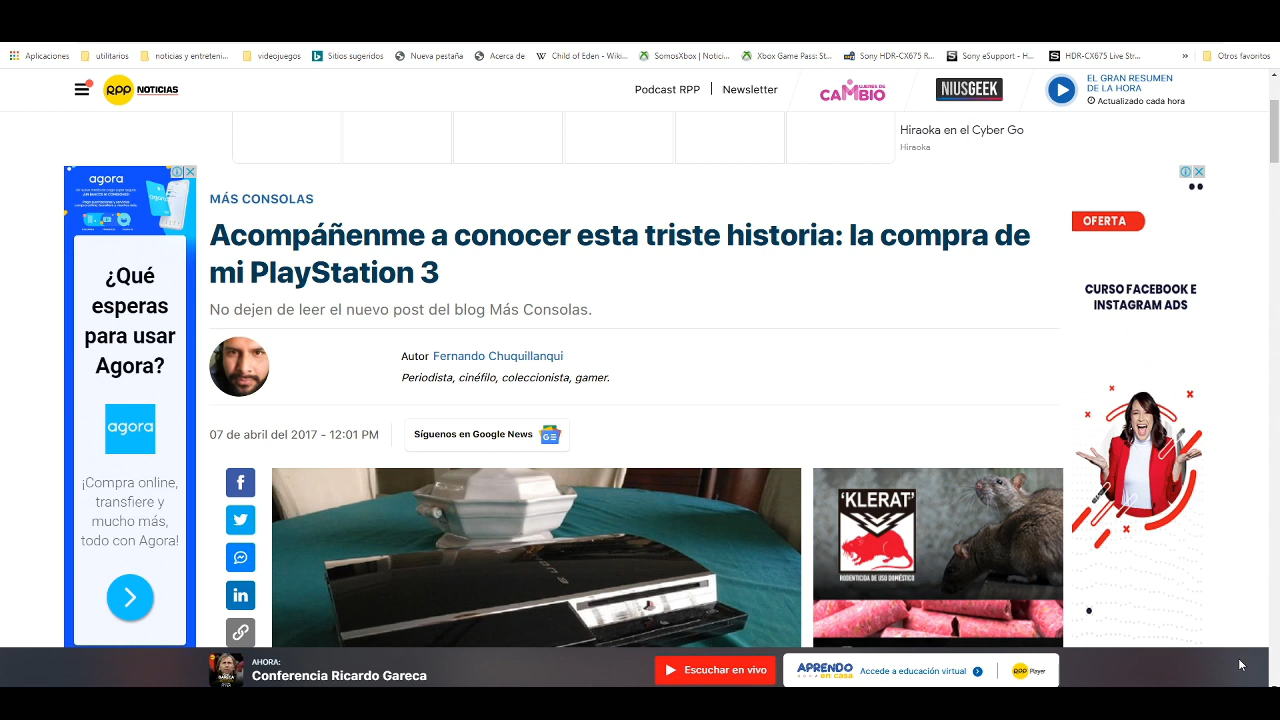 Aplicaciones
utilitarios
noticias y entreteni...
videojuegos
Sitios sugeridos
Nueva pestaña
Acerca de
Child of Eden - Wiki...
SomosXbox | Notici...
Xbox Game Pass: St...
Sony HDR-CX675 R...
Sony eSupport - H...
HDR-CX675 Live Str...
»
Otros favoritos
RPP NOTICIAS
Podcast RPP
Newsletter
CAMBIO
NIUSGEEK
EL GRAN RESUMEN
DE LA HORA
Actualizado cada hora
Hiraoka en el Cyber Go
Hiraoka
agora
¿Qué
esperas
para usar
Agora?
agora
¡Compra online,
transfiere y
mucho más,
todo con Agora!
MÁS CONSOLAS
Acompáñenme a conocer esta triste historia: la compra de
mi PlayStation 3
No dejen de leer el nuevo post del blog Más Consolas.
Autor Fernando Chuquillanqui
Periodista, cinéfilo, coleccionista, gamer.
07 de abril del 2017 - 12:01 PM
Síguenos en Google News
'KLERAT'
RODENTICIDA DE USO DOMÉSTICO
OFERTA
CURSO FACEBOOK E
INSTAGRAM ADS
GARECA
AHORA:
Conferencia Ricardo Gareca
Escuchar en vivo
APRENDO
en casa
Accede a educación virtual
RPP Player